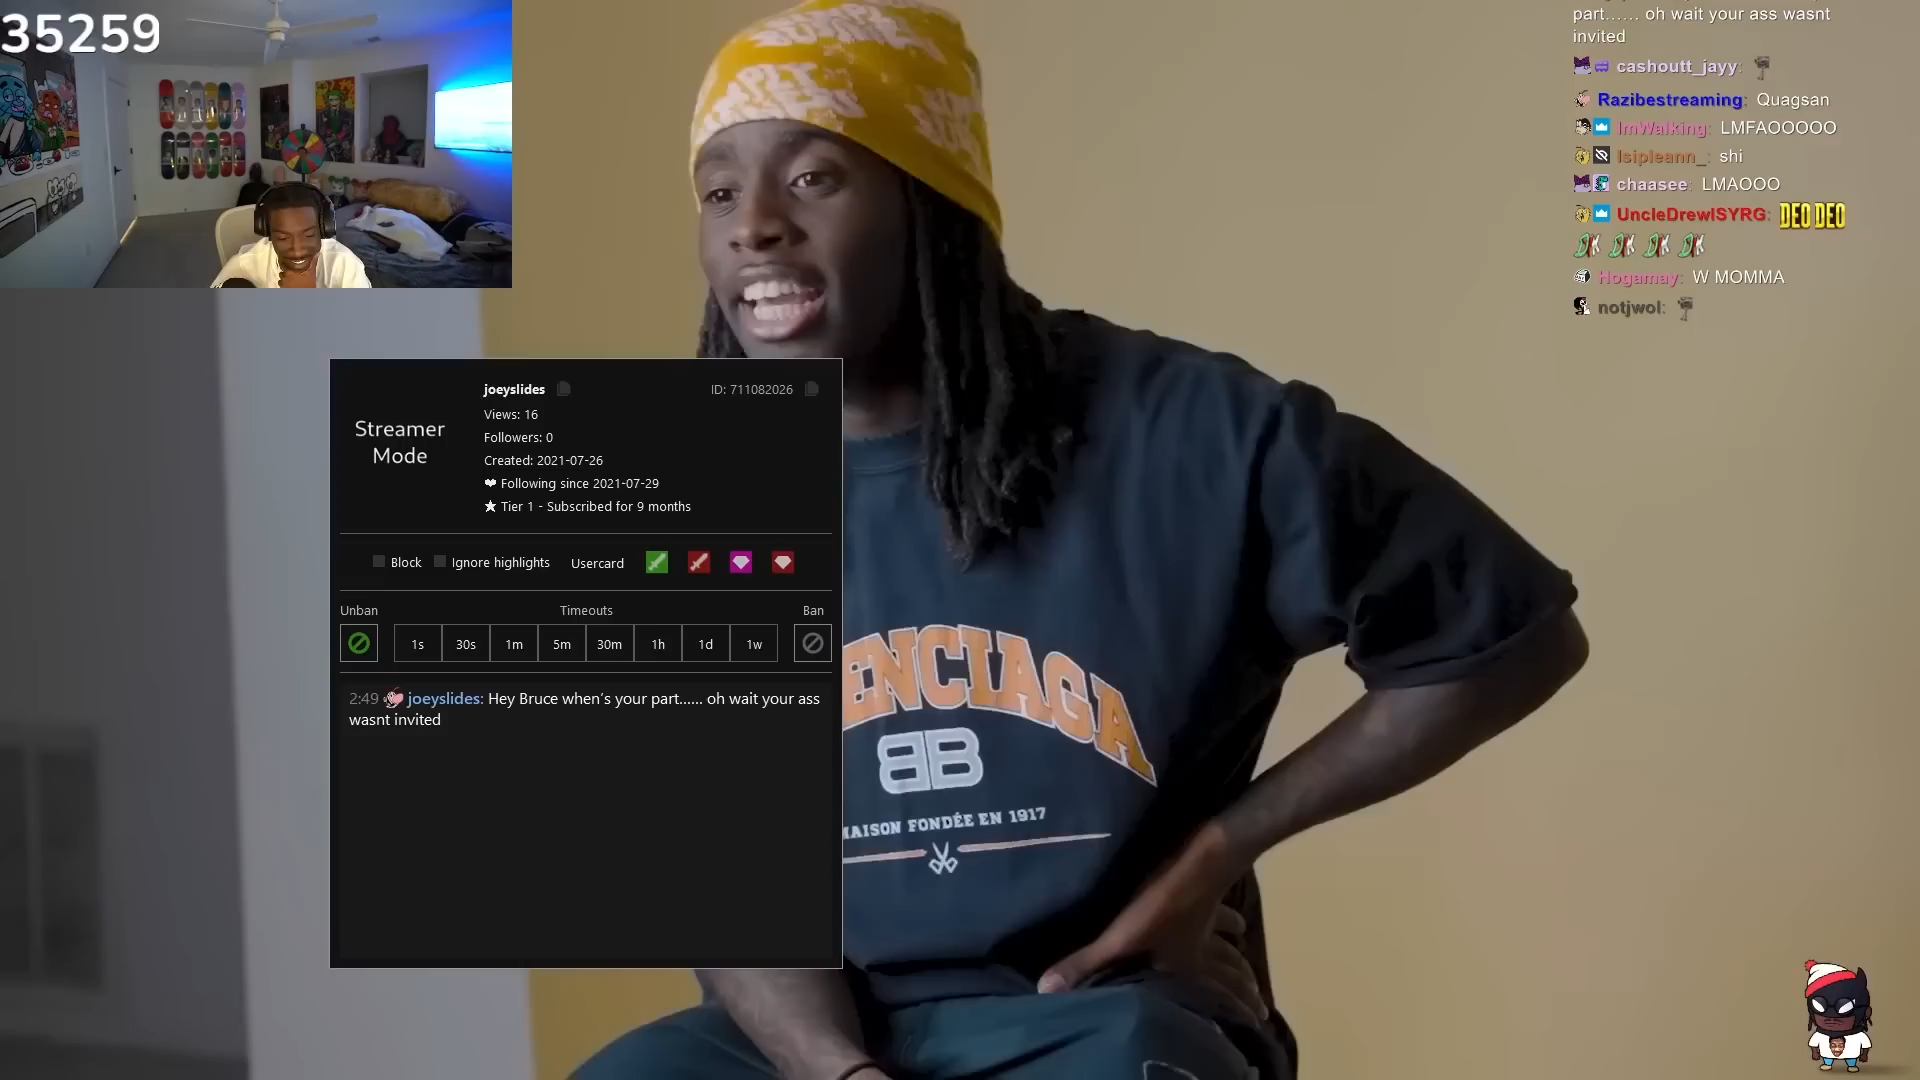 35259
part...... oh wait your ass wasnt
invited
cashoutt_jayy:
Razibestreaming: Quagsan
ImWalking: LMFAOOOOO
Isipleann_: shi
chaasee: LMAOOO
UncleDrewISYRG: DEO DEO
Hogamay: W MOMMA
notjwol:
joeyslides
ID: 711082026
Streamer
Mode
Views: 16
Followers: 0
Created: 2021-07-26
Following since 2021-07-29
Tier 1 - Subscribed for 9 months
Block
Ignore highlights
Usercard
Unban
Timeouts
Ban
1s
30s
1m
5m
30m
1h
1d
1w
2:49 joeyslides: Hey Bruce when's your part...... oh wait your ass
wasnt invited
ENCIAGA
BB
MAISON FONDÉE EN 1917